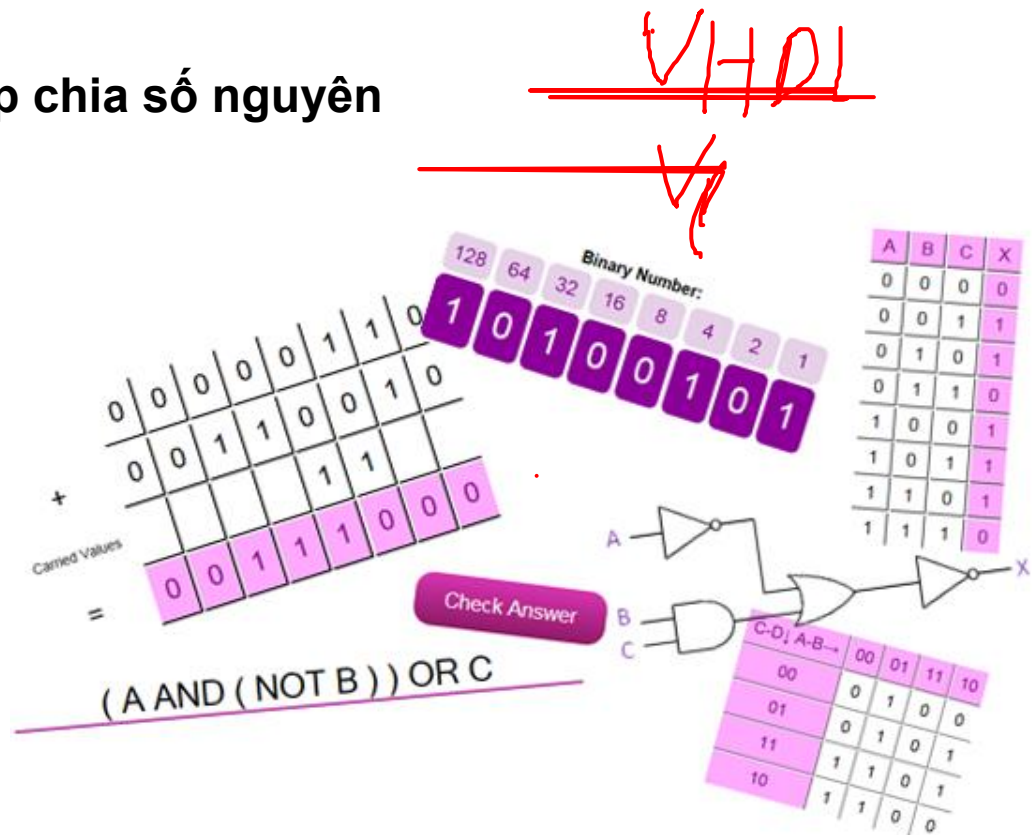 p chia số nguyên
VHDL
Binary Number:
128 64 32 16 8 4 2 1
1 0 1 0 0 1 0 1
0 0 0 0 0 1 1 0
+ 0 0 1 1 0 0 1 0
Carried Values 1 1
= 0 0 1 1 1 0 0 0
Check Answer
( A AND ( NOT B ) ) OR C
A B C X
0 0 0 0
0 0 1 1
0 1 0 1
0 1 1 0
1 0 0 1
1 0 1 1
1 1 0 1
1 1 1 0
A
B
C
X
C-D↓ A-B→ 00 01 11 10
00 0 1 0 0
01 0 1 0 1
11 1 1 0 1
10 1 1 0 0